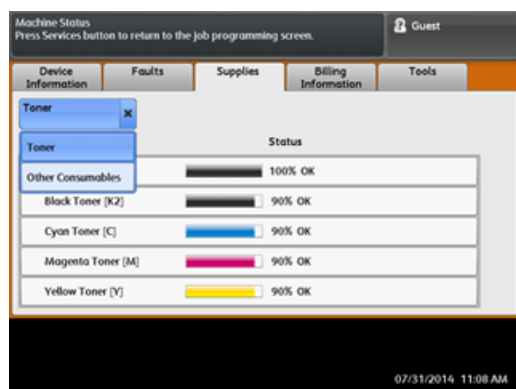 Machine Status
Press Services button to return to the job programming screen.
Guest
Device Information
Faults
Supplies
Billing Information
Tools
Toner
Status
Toner
Other Consumables
100% OK
Black Toner [K2]
90% OK
Cyan Toner [C]
90% OK
Magenta Toner [M]
90% OK
Yellow Toner [Y]
90% OK
07/31/2014 11:08 AM